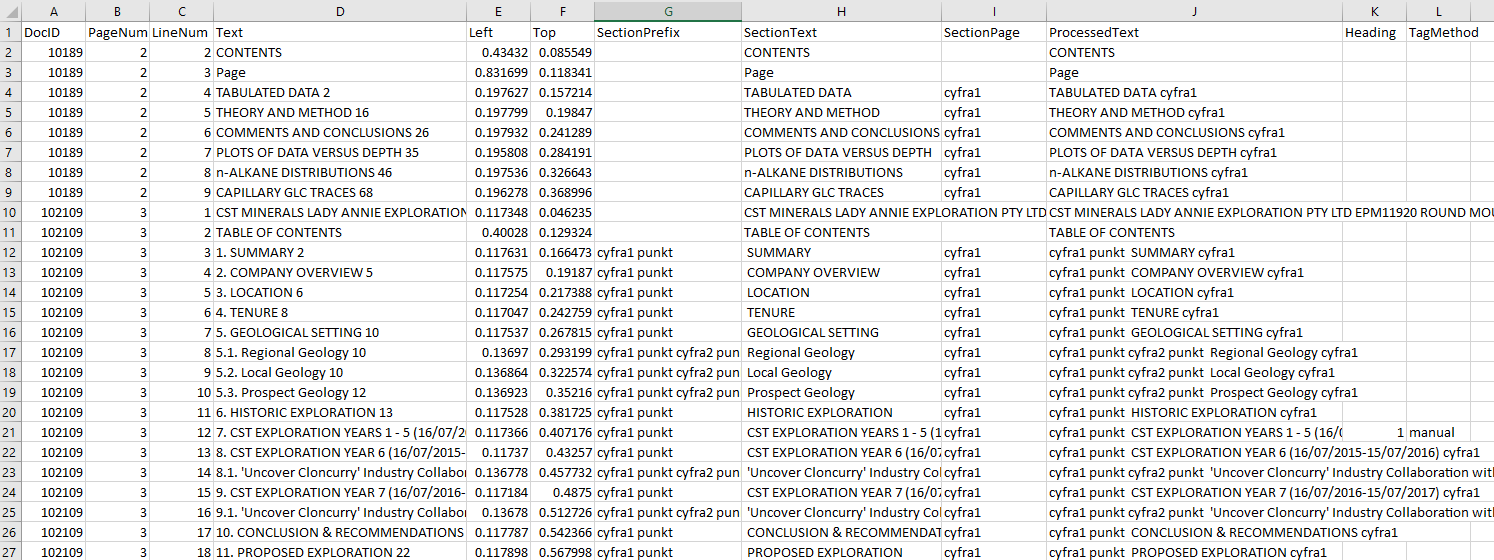 A B C D E F G H I J K L
1 DocID PageNum LineNum Text Left Top SectionPrefix SectionText SectionPage ProcessedText Heading TagMethod
2 10189 2 2 CONTENTS 0.43432 0.085549 CONTENTS CONTENTS
3 10189 2 3 Page 0.831699 0.118341 Page Page
4 10189 2 4 TABULATED DATA 2 0.197627 0.157214 TABULATED DATA cyfra1 TABULATED DATA cyfra1
5 10189 2 5 THEORY AND METHOD 16 0.197799 0.19847 THEORY AND METHOD cyfra1 THEORY AND METHOD cyfra1
6 10189 2 6 COMMENTS AND CONCLUSIONS 26 0.197932 0.241289 COMMENTS AND CONCLUSIONS cyfra1 COMMENTS AND CONCLUSIONS cyfra1
7 10189 2 7 PLOTS OF DATA VERSUS DEPTH 35 0.195808 0.284191 PLOTS OF DATA VERSUS DEPTH cyfra1 PLOTS OF DATA VERSUS DEPTH cyfra1
8 10189 2 8 n-ALKANE DISTRIBUTIONS 46 0.197536 0.326643 n-ALKANE DISTRIBUTIONS cyfra1 n-ALKANE DISTRIBUTIONS cyfra1
9 10189 2 9 CAPILLARY GLC TRACES 68 0.196278 0.368996 CAPILLARY GLC TRACES cyfra1 CAPILLARY GLC TRACES cyfra1
10 102109 3 1 CST MINERALS LADY ANNIE EXPLORATION 0.117348 0.046235 CST MINERALS LADY ANNIE EXPLORATION PTY LTD CST MINERALS LADY ANNIE EXPLORATION PTY LTD EPM11920 ROUND MOU
11 102109 3 2 TABLE OF CONTENTS 0.40028 0.129324 TABLE OF CONTENTS TABLE OF CONTENTS
12 102109 3 3 1. SUMMARY 2 0.117631 0.166473 cyfra1 punkt SUMMARY cyfra1 cyfra1 punkt SUMMARY cyfra1
13 102109 3 4 2. COMPANY OVERVIEW 5 0.117575 0.19187 cyfra1 punkt COMPANY OVERVIEW cyfra1 cyfra1 punkt COMPANY OVERVIEW cyfra1
14 102109 3 5 3. LOCATION 6 0.117254 0.217388 cyfra1 punkt LOCATION cyfra1 cyfra1 punkt LOCATION cyfra1
15 102109 3 6 4. TENURE 8 0.117047 0.242759 cyfra1 punkt TENURE cyfra1 cyfra1 punkt TENURE cyfra1
16 102109 3 7 5. GEOLOGICAL SETTING 10 0.117537 0.267815 cyfra1 punkt GEOLOGICAL SETTING cyfra1 cyfra1 punkt GEOLOGICAL SETTING cyfra1
17 102109 3 8 5.1. Regional Geology 10 0.13697 0.293199 cyfra1 punkt cyfra2 pun Regional Geology cyfra1 cyfra1 punkt cyfra2 punkt Regional Geology cyfra1
18 102109 3 9 5.2. Local Geology 10 0.136864 0.322574 cyfra1 punkt cyfra2 pun Local Geology cyfra1 cyfra1 punkt cyfra2 punkt Local Geology cyfra1
19 102109 3 10 5.3. Prospect Geology 12 0.136923 0.35216 cyfra1 punkt cyfra2 pun Prospect Geology cyfra1 cyfra1 punkt cyfra2 punkt Prospect Geology cyfra1
20 102109 3 11 6. HISTORIC EXPLORATION 13 0.117528 0.381725 cyfra1 punkt HISTORIC EXPLORATION cyfra1 cyfra1 punkt HISTORIC EXPLORATION cyfra1
21 102109 3 12 7. CST EXPLORATION YEARS 1 - 5 (16/07/2 0.117366 0.407176 cyfra1 punkt CST EXPLORATION YEARS 1 - 5 (1 cyfra1 cyfra1 punkt CST EXPLORATION YEARS 1 - 5 (16/( 1 manual
22 102109 3 13 8. CST EXPLORATION YEAR 6 (16/07/2015- 0.11737 0.43257 cyfra1 punkt CST EXPLORATION YEAR 6 (16/07 cyfra1 cyfra1 punkt CST EXPLORATION YEAR 6 (16/07/2015-15/07/2016) cyfra1
23 102109 3 14 8.1. 'Uncover Cloncurry' Industry Collabor 0.136778 0.457732 cyfra1 punkt cyfra2 pun 'Uncover Cloncurry' Industry Col cyfra1 cyfra1 punkt cyfra2 punkt 'Uncover Cloncurry' Industry Collaboration with
24 102109 3 15 9. CST EXPLORATION YEAR 7 (16/07/2016- 0.117184 0.4875 cyfra1 punkt CST EXPLORATION YEAR 7 (16/07 cyfra1 cyfra1 punkt CST EXPLORATION YEAR 7 (16/07/2016-15/07/2017) cyfra1
25 102109 3 16 9.1. 'Uncover Cloncurry' Industry Collabor 0.13678 0.512726 cyfra1 punkt cyfra2 pun 'Uncover Cloncurry' Industry Col cyfra1 cyfra1 punkt cyfra2 punkt 'Uncover Cloncurry' Industry Collaboration with
26 102109 3 17 10. CONCLUSION & RECOMMENDATIONS 0.117787 0.542366 cyfra1 punkt CONCLUSION & RECOMMENDAT cyfra1 cyfra1 punkt CONCLUSION & RECOMMENDATIONS cyfra1
27 102109 3 18 11. PROPOSED EXPLORATION 22 0.117898 0.567998 cyfra1 punkt PROPOSED EXPLORATION cyfra1 cyfra1 punkt PROPOSED EXPLORATION cyfra1